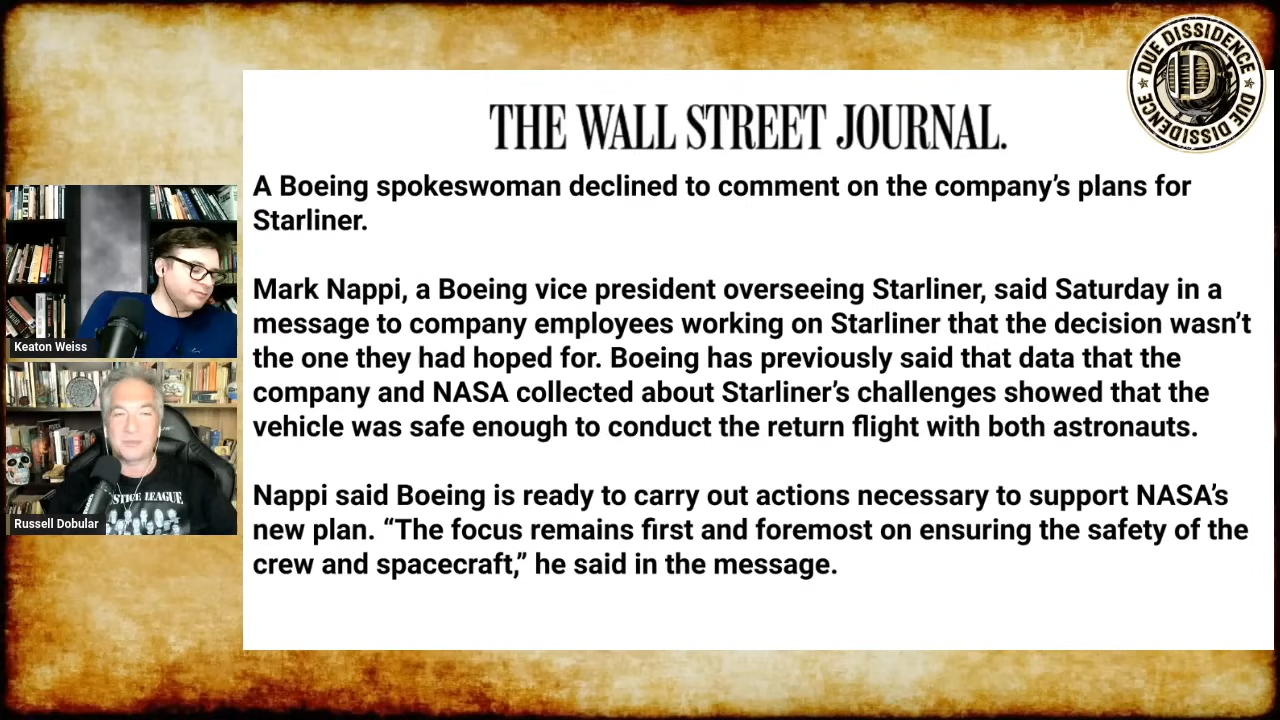 DUE DISSIDENCE
DUE DISSIDENCE
D
THE WALL STREET JOURNAL.
A Boeing spokeswoman declined to comment on the company’s plans for
Starliner.
Mark Nappi, a Boeing vice president overseeing Starliner, said Saturday in a
message to company employees working on Starliner that the decision wasn’t
the one they had hoped for. Boeing has previously said that data that the
company and NASA collected about Starliner’s challenges showed that the
vehicle was safe enough to conduct the return flight with both astronauts.
Nappi said Boeing is ready to carry out actions necessary to support NASA’s
new plan. “The focus remains first and foremost on ensuring the safety of the
crew and spacecraft,” he said in the message.
Keaton Weiss
STICE LEAGUE
Russell Dobular